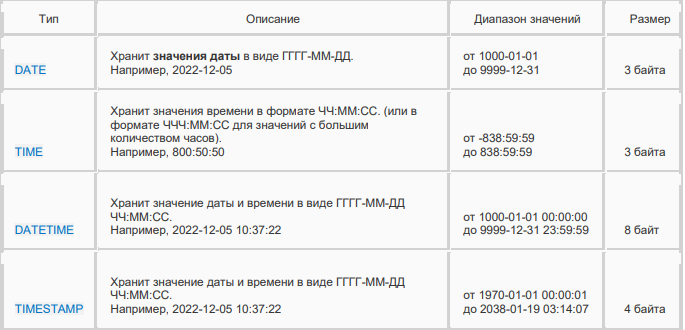 Тип Описание Диапазон значений Размер
Хранит значения даты в виде ГГГГ-ММ-ДД. от 1000-01-01
DATE Например, 2022-12-05 до 9999-12-31 3 байта
Хранит значения времени в формате ЧЧ:ММ:СС. (или в
формате ЧЧЧ:ММ:СС для значений с большим
количеством часов). от -838:59:59
TIME Например, 800:50:50 до 838:59:59 3 байта
Хранит значение даты и времени в виде ГГГГ-ММ-ДД
ЧЧ:ММ:СС. от 1000-01-01 00:00:00
DATETIME Например, 2022-12-05 10:37:22 до 9999-12-31 23:59:59 8 байт
Хранит значение даты и времени в виде ГГГГ-ММ-ДД
ЧЧ:ММ:СС. от 1970-01-01 00:00:01
TIMESTAMP Например, 2022-12-05 10:37:22 до 2038-01-19 03:14:07 4 байта